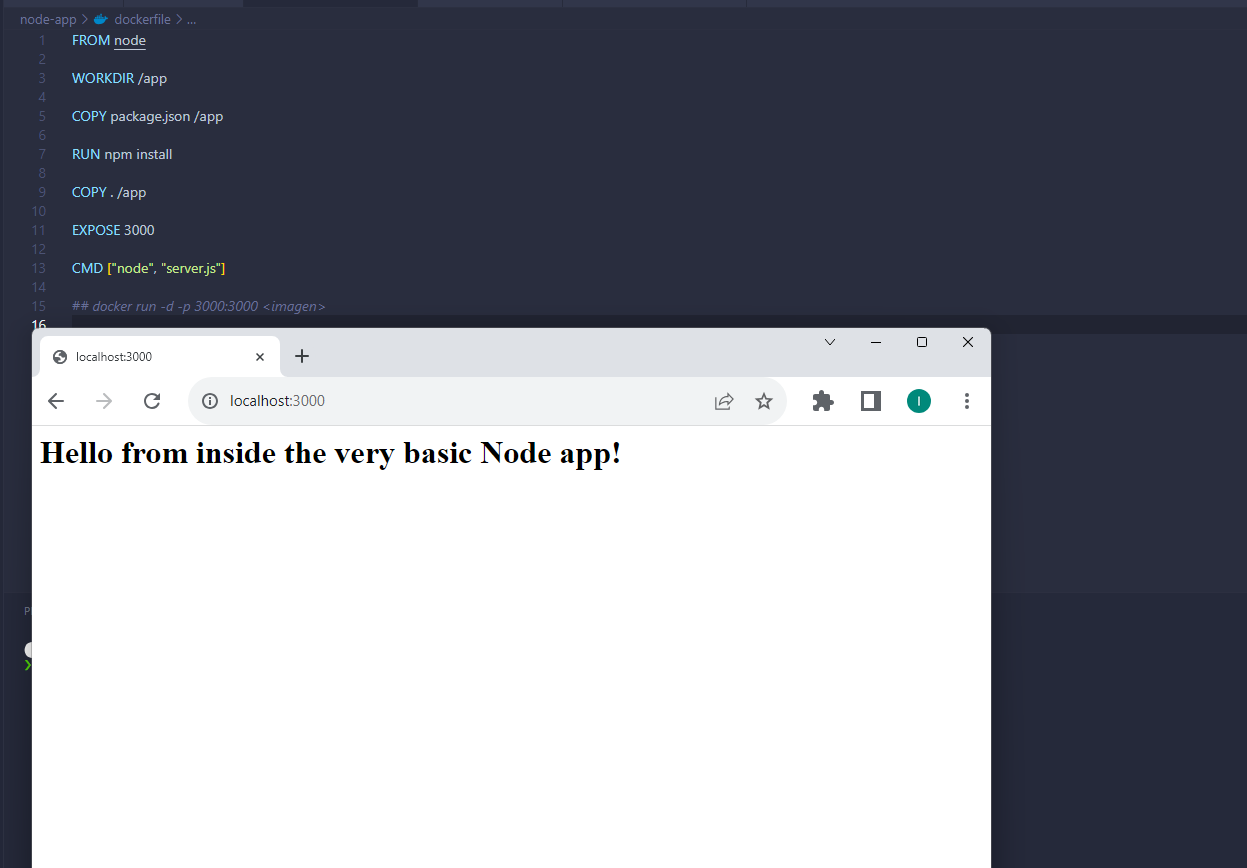 node-app > dockerfile > ...
1 FROM node
2
3 WORKDIR /app
4
5 COPY package.json /app
6
7 RUN npm install
8
9 COPY . /app
10
11 EXPOSE 3000
12
13 CMD ["node", "server.js"]
14
15 ## docker run -d -p 3000:3000 <imagen>
16
localhost:3000
I
localhost:3000
Hello from inside the very basic Node app!